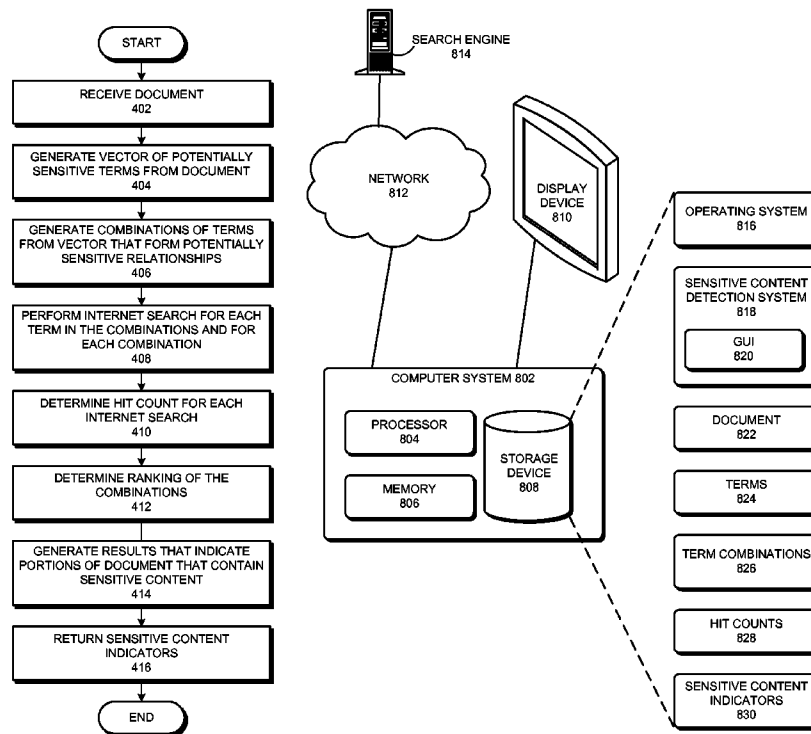 START
RECEIVE DOCUMENT
402
GENERATE VECTOR OF POTENTIALLY
SENSITIVE TERMS FROM DOCUMENT
404
GENERATE COMBINATIONS OF TERMS
FROM VECTOR THAT FORM POTENTIALLY
SENSITIVE RELATIONSHIPS
406
PERFORM INTERNET SEARCH FOR EACH
TERM IN THE COMBINATIONS AND FOR
EACH COMBINATION
408
DETERMINE HIT COUNT FOR EACH
INTERNET SEARCH
410
DETERMINE RANKING OF THE
COMBINATIONS
412
GENERATE RESULTS THAT INDICATE
PORTIONS OF DOCUMENT THAT CONTAIN
SENSITIVE CONTENT
414
RETURN SENSITIVE CONTENT
INDICATORS
416
END
SEARCH ENGINE
814
NETWORK
812
DISPLAY
DEVICE
810
COMPUTER SYSTEM 802
PROCESSOR
804
MEMORY
806
STORAGE
DEVICE
808
OPERATING SYSTEM
816
SENSITIVE CONTENT
DETECTION SYSTEM
818
GUI
820
DOCUMENT
822
TERMS
824
TERM COMBINATIONS
826
HIT COUNTS
828
SENSITIVE CONTENT
INDICATORS
830